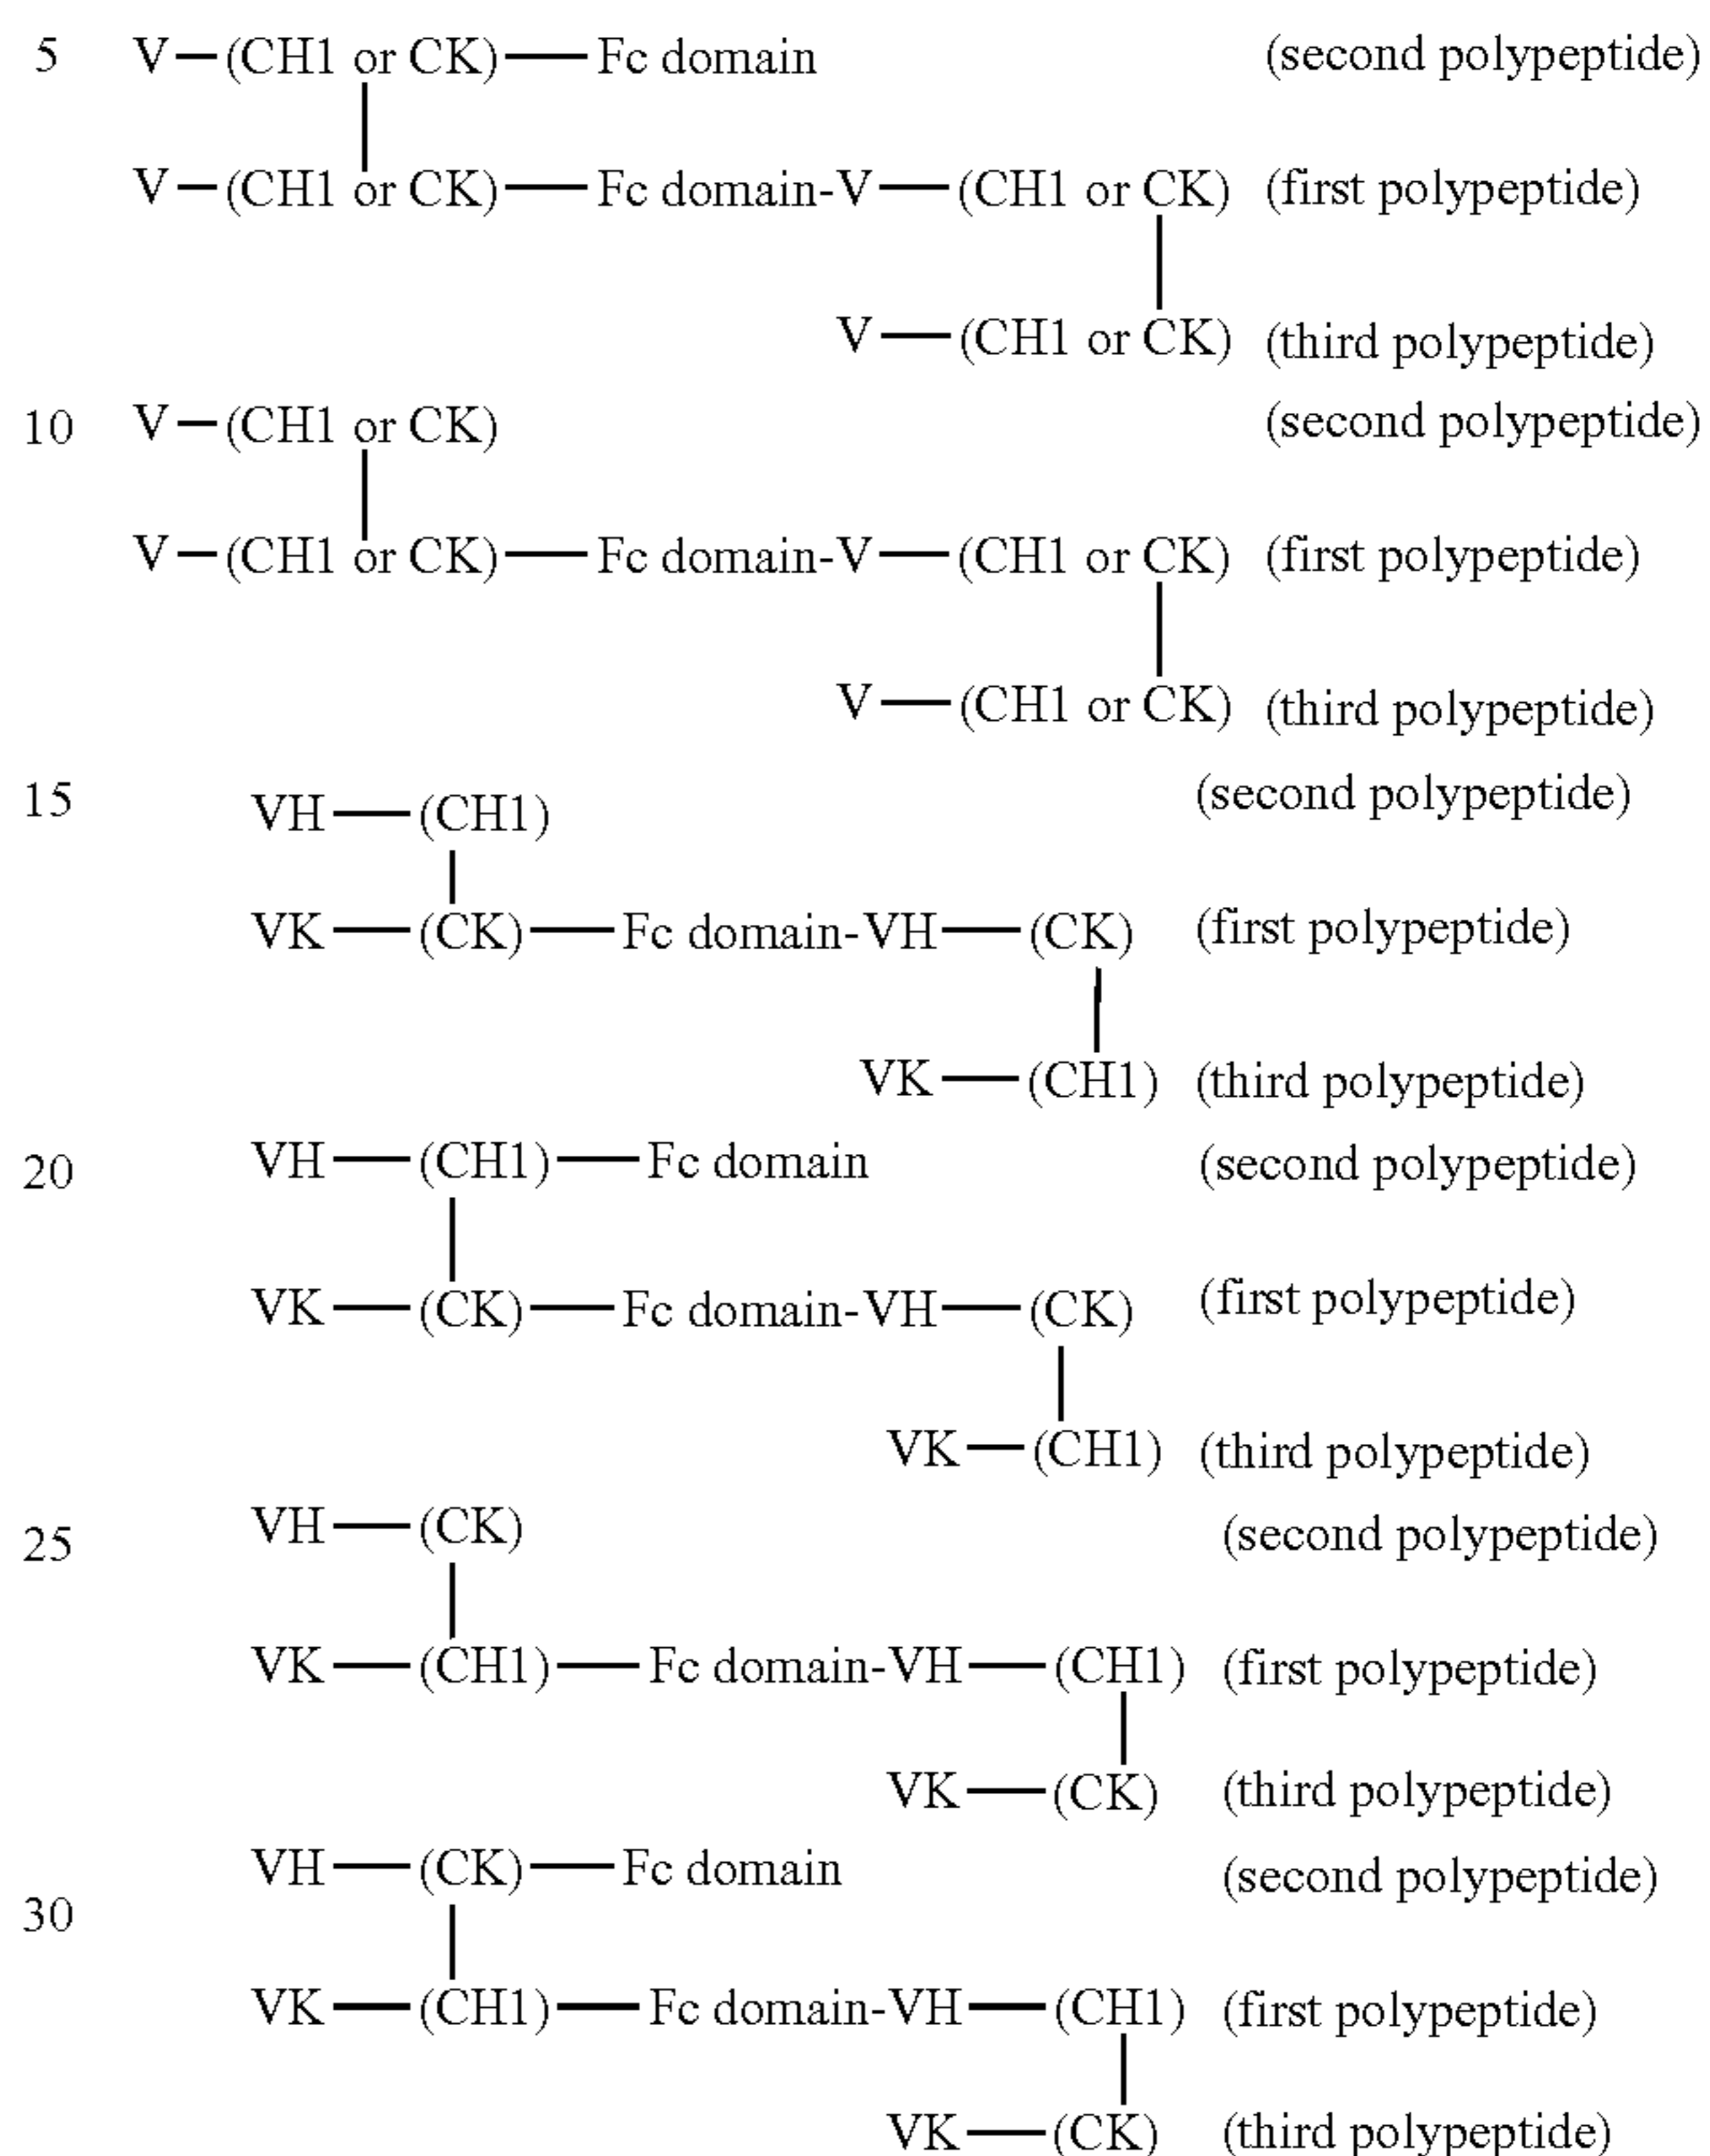 5 V—(CH1 or CK)—Fc domain (second polypeptide)
V—(CH1 or CK)—Fc domain-V—(CH1 or CK) (first polypeptide)
V—(CH1 or CK) (third polypeptide)
10 V—(CH1 or CK) (second polypeptide)
V—(CH1 or CK)—Fc domain-V—(CH1 or CK) (first polypeptide)
V—(CH1 or CK) (third polypeptide)
15 VH—(CH1) (second polypeptide)
VK—(CK)—Fc domain-VH—(CK) (first polypeptide)
VK—(CH1) (third polypeptide)
20 VH—(CH1)—Fc domain (second polypeptide)
VK—(CK)—Fc domain-VH—(CK) (first polypeptide)
VK—(CH1) (third polypeptide)
25 VH—(CK) (second polypeptide)
VK—(CH1)—Fc domain-VH—(CH1) (first polypeptide)
VK—(CK) (third polypeptide)
VH—(CK)—Fc domain (second polypeptide)
30
VK—(CH1)—Fc domain-VH—(CH1) (first polypeptide)
VK—(CK) (third polypeptide)